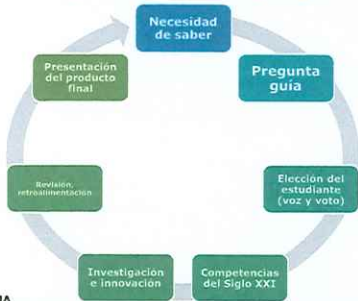 Necesidad
de saber
Pregunta
guía
Elección del
estudiante
(voz y voto)
Competencias
del Siglo XXI
Investigación
e innovación
Revisión,
retroalimentación
Presentación
del producto
final